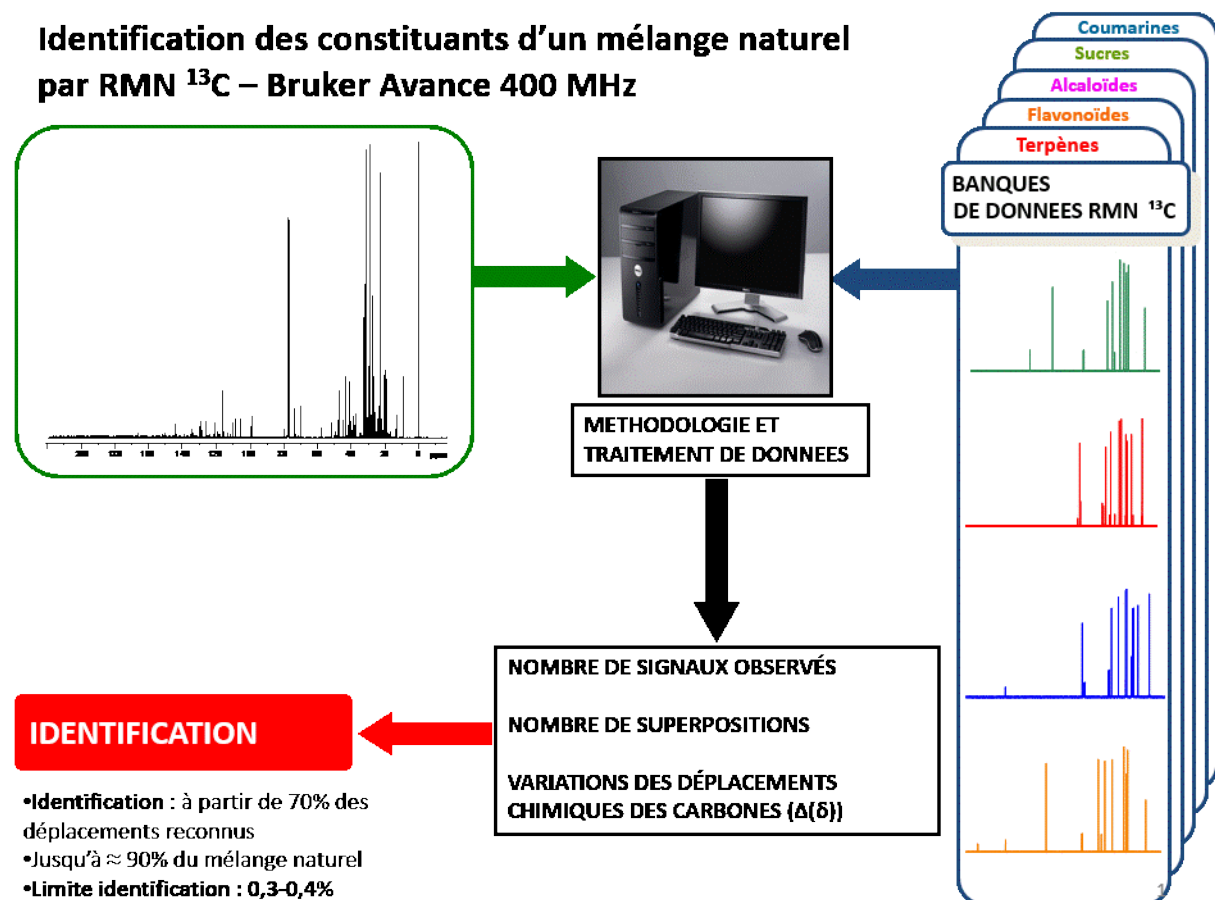 Identification des constituants d'un mélange naturel
par RMN ¹³C – Bruker Avance 400 MHz
Coumarines
Sucres
Alcaloïdes
Flavonoïdes
Terpènes
BANQUES
DE DONNEES RMN ¹³C
METHODOLOGIE ET
TRAITEMENT DE DONNEES
NOMBRE DE SIGNAUX OBSERVÉS
NOMBRE DE SUPERPOSITIONS
VARIATIONS DES DÉPLACEMENTS
CHIMIQUES DES CARBONES (Δ(δ))
IDENTIFICATION
•Identification : à partir de 70% des
déplacements reconnus
•Jusqu'à ≈ 90% du mélange naturel
•Limite identification : 0,3-0,4%
1